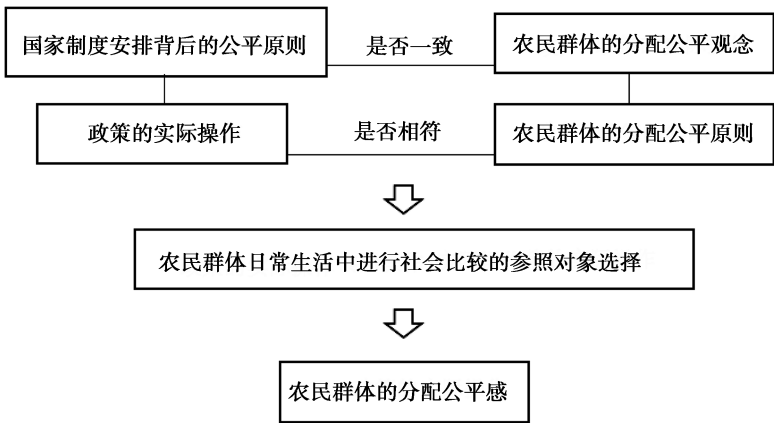 国家制度安排背后的公平原则
是否一致
农民群体的分配公平观念
政策的实际操作
是否相符
农民群体的分配公平原则
农民群体日常生活中进行社会比较的参照对象选择
农民群体的分配公平感